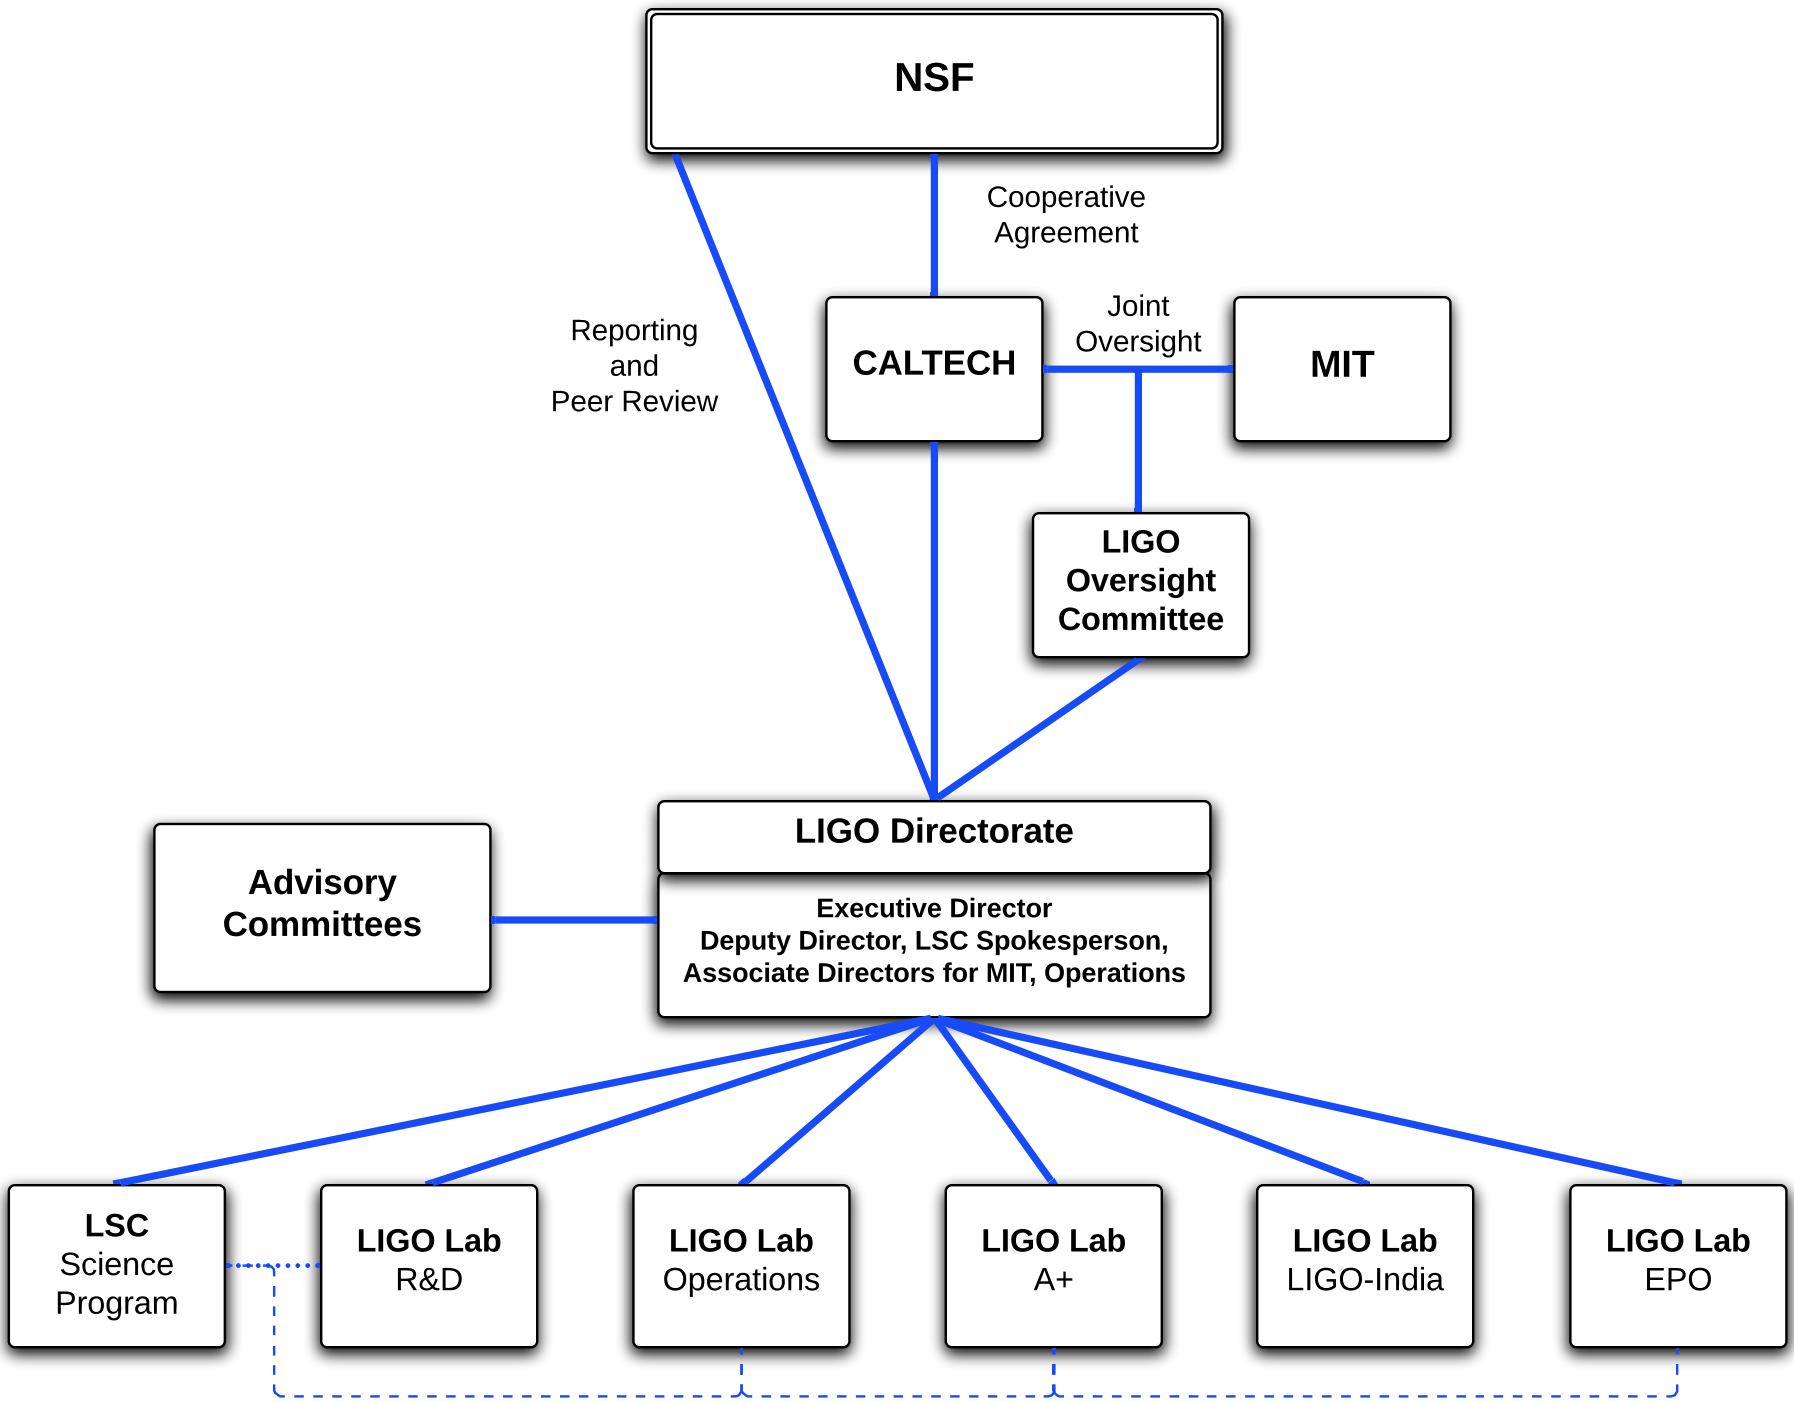 NSF
Cooperative
Agreement
Reporting
and
Peer Review
CALTECH
Joint
Oversight
MIT
LIGO
Oversight
Committee
LIGO Directorate
Executive Director
Deputy Director, LSC Spokesperson,
Associate Directors for MIT, Operations
Advisory
Committees
LSC
Science
Program
LIGO Lab
R&D
LIGO Lab
Operations
LIGO Lab
A+
LIGO Lab
LIGO-India
LIGO Lab
EPO